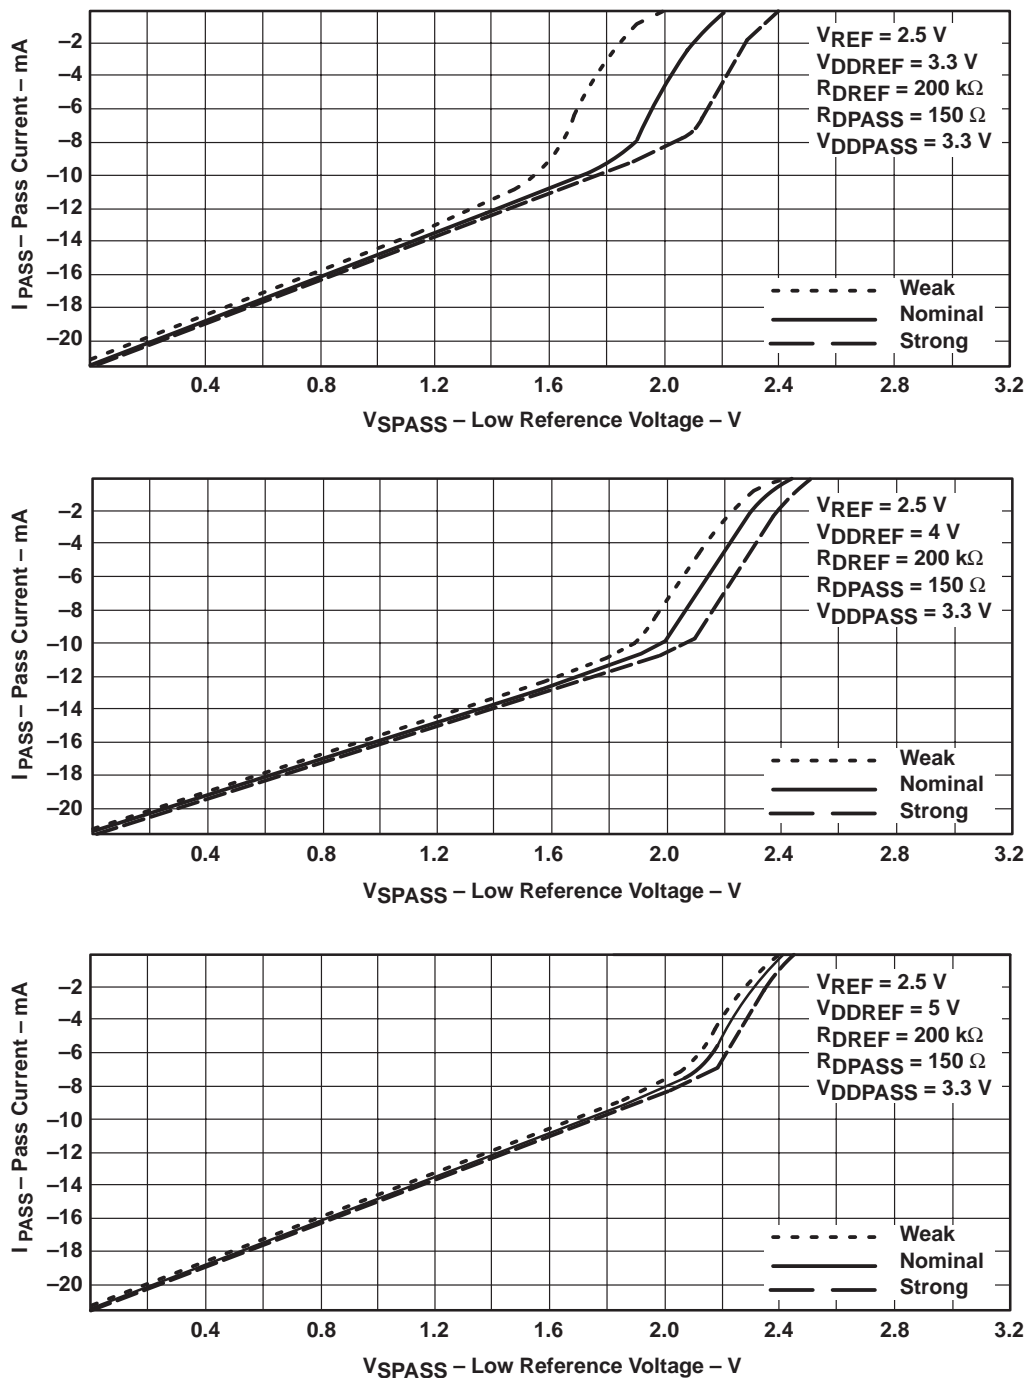 I PASS – Pass Current – mA
–2
–4
–6
–8
–10
–12
–14
–16
–18
–20
VREF = 2.5 V
VDDREF = 3.3 V
RDREF = 200 kΩ
RDPASS = 150 Ω
VDDPASS = 3.3 V
Weak
Nominal
Strong
0.4 0.8 1.2 1.6 2.0 2.4 2.8 3.2
VSPASS – Low Reference Voltage – V
I PASS – Pass Current – mA
–2
–4
–6
–8
–10
–12
–14
–16
–18
–20
VREF = 2.5 V
VDDREF = 4 V
RDREF = 200 kΩ
RDPASS = 150 Ω
VDDPASS = 3.3 V
Weak
Nominal
Strong
0.4 0.8 1.2 1.6 2.0 2.4 2.8 3.2
VSPASS – Low Reference Voltage – V
I PASS – Pass Current – mA
–2
–4
–6
–8
–10
–12
–14
–16
–18
–20
VREF = 2.5 V
VDDREF = 5 V
RDREF = 200 kΩ
RDPASS = 150 Ω
VDDPASS = 3.3 V
Weak
Nominal
Strong
0.4 0.8 1.2 1.6 2.0 2.4 2.8 3.2
VSPASS – Low Reference Voltage – V